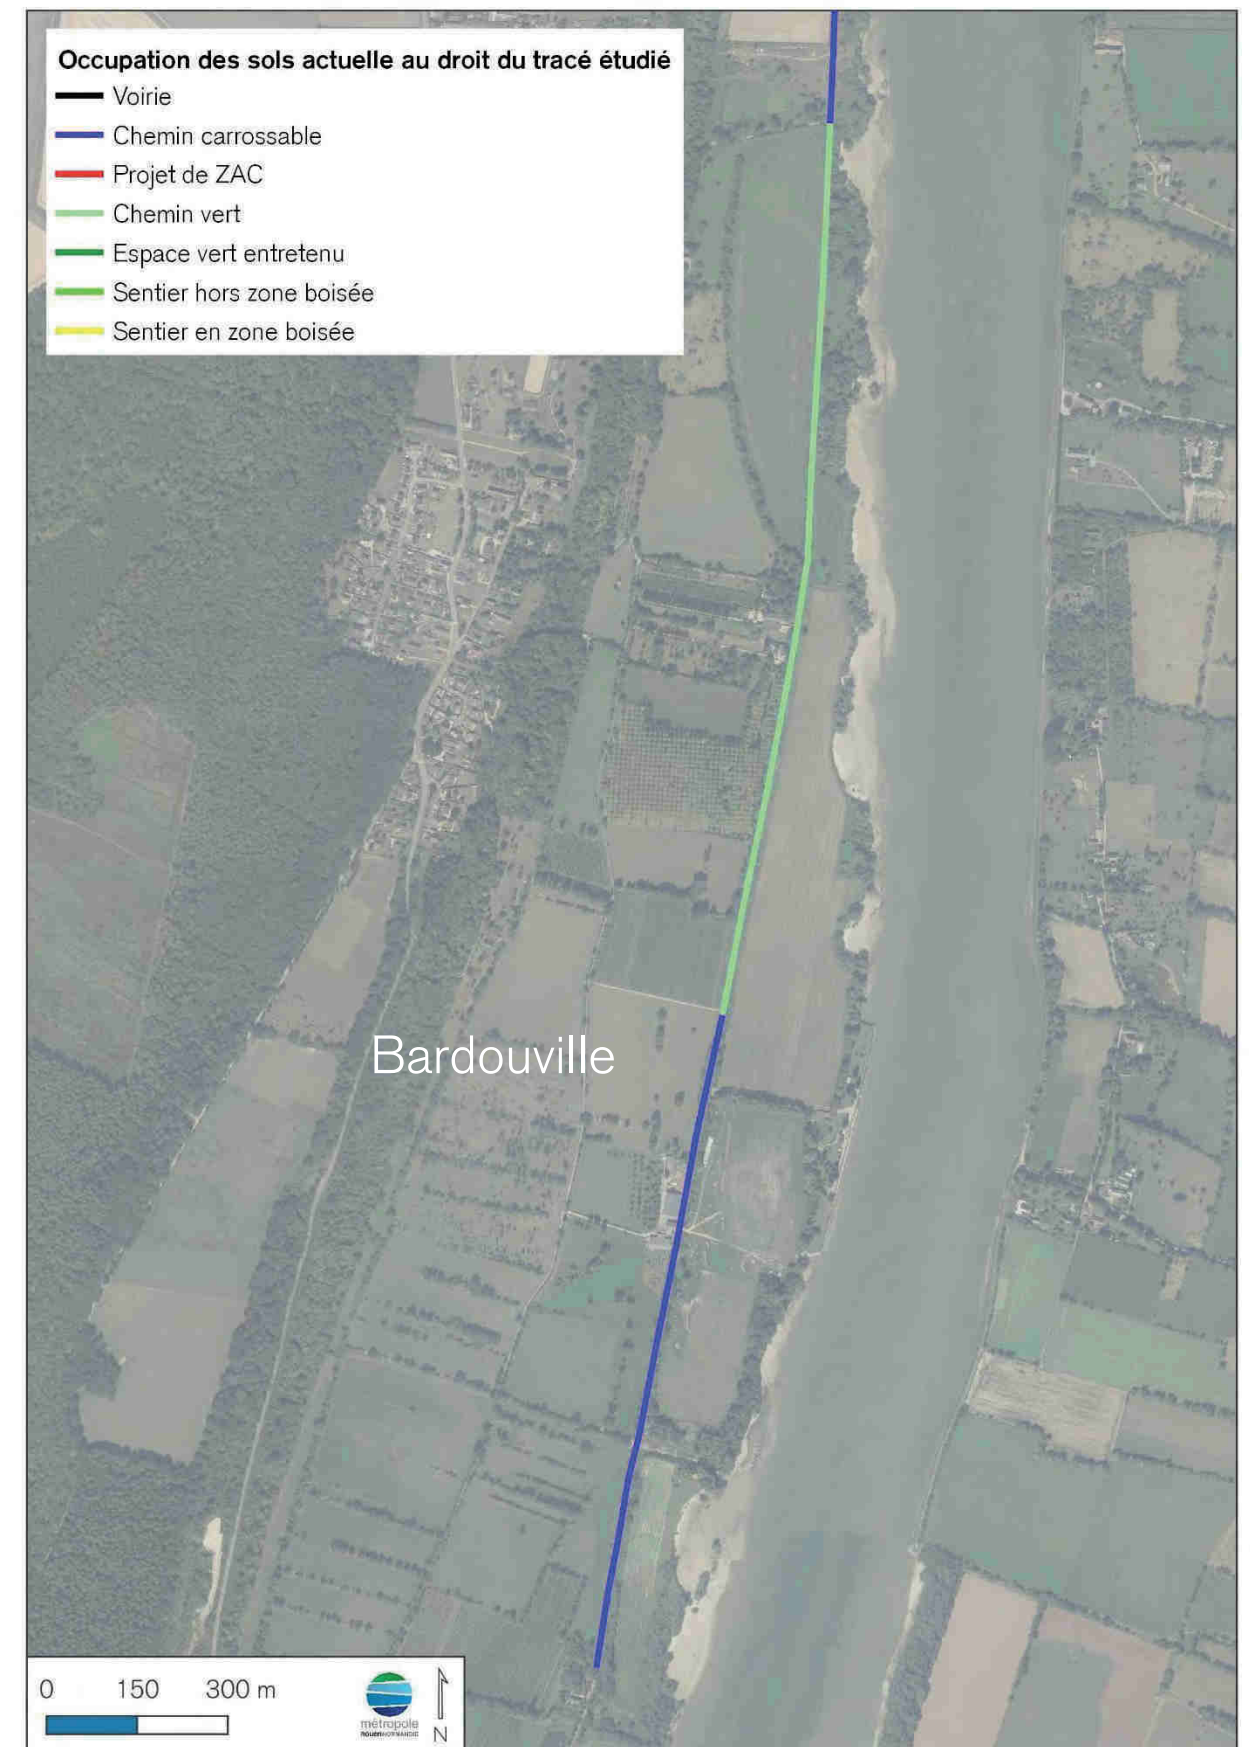 Occupation des sols actuelle au droit du tracé étudié
Voirie
Chemin carrossable
Projet de ZAC
Chemin vert
Espace vert entretenu
Sentier hors zone boisée
Sentier en zone boisée
Bardouville
0 150 300 m
métropole
ROUENNORMANDIE
N